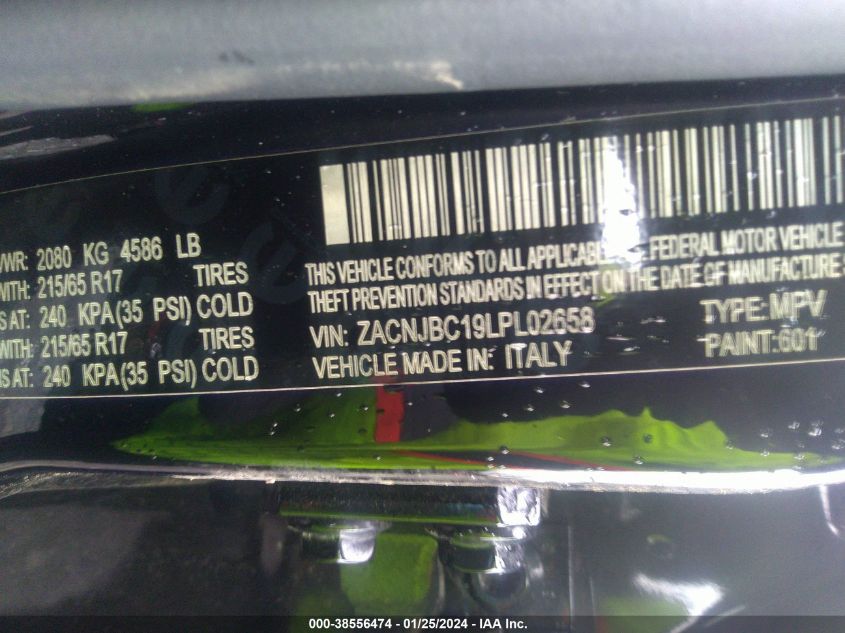 2080 KG 4586 LB
WITH: 215/65 R17 TIRES
AT: 240 KPA(35 PSI) COLD
WITH: 215/65 R17 TIRES
AT: 240 KPA(35 PSI) COLD
THIS VEHICLE CONFORMS TO ALL APPLICABLE FEDERAL MOTOR VEHICLE
THEFT PREVENTION STANDARDS IN EFFECT ON THE DATE OF MANUFACTURE
VIN: ZACNJBC19LPL02658 TYPE: MPV
VEHICLE MADE IN: ITALY PAINT: 601
000-38556474 - 01/25/2024 - IAA Inc.